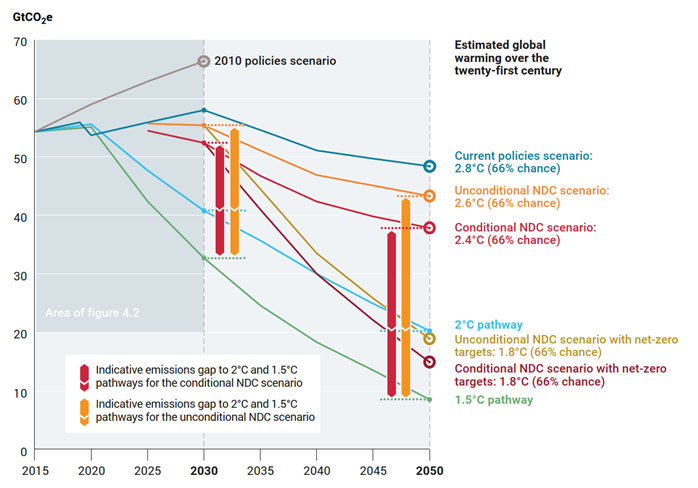 GtCO₂e
70
60
50
40
30
20
10
0
2015
2020
2025
2030
2035
2040
2045
2050
2010 policies scenario
Area of figure 4.2
Indicative emissions gap to 2°C and 1.5°C
pathways for the conditional NDC scenario
Indicative emissions gap to 2°C and 1.5°C
pathways for the unconditional NDC scenario
Estimated global
warming over the
twenty-first century
Current policies scenario:
2.8°C (66% chance)
Unconditional NDC scenario:
2.6°C (66% chance)
Conditional NDC scenario:
2.4°C (66% chance)
2°C pathway
Unconditional NDC scenario with net-zero
targets: 1.8°C (66% chance)
Conditional NDC scenario with net-zero
targets: 1.8°C (66% chance)
1.5°C pathway